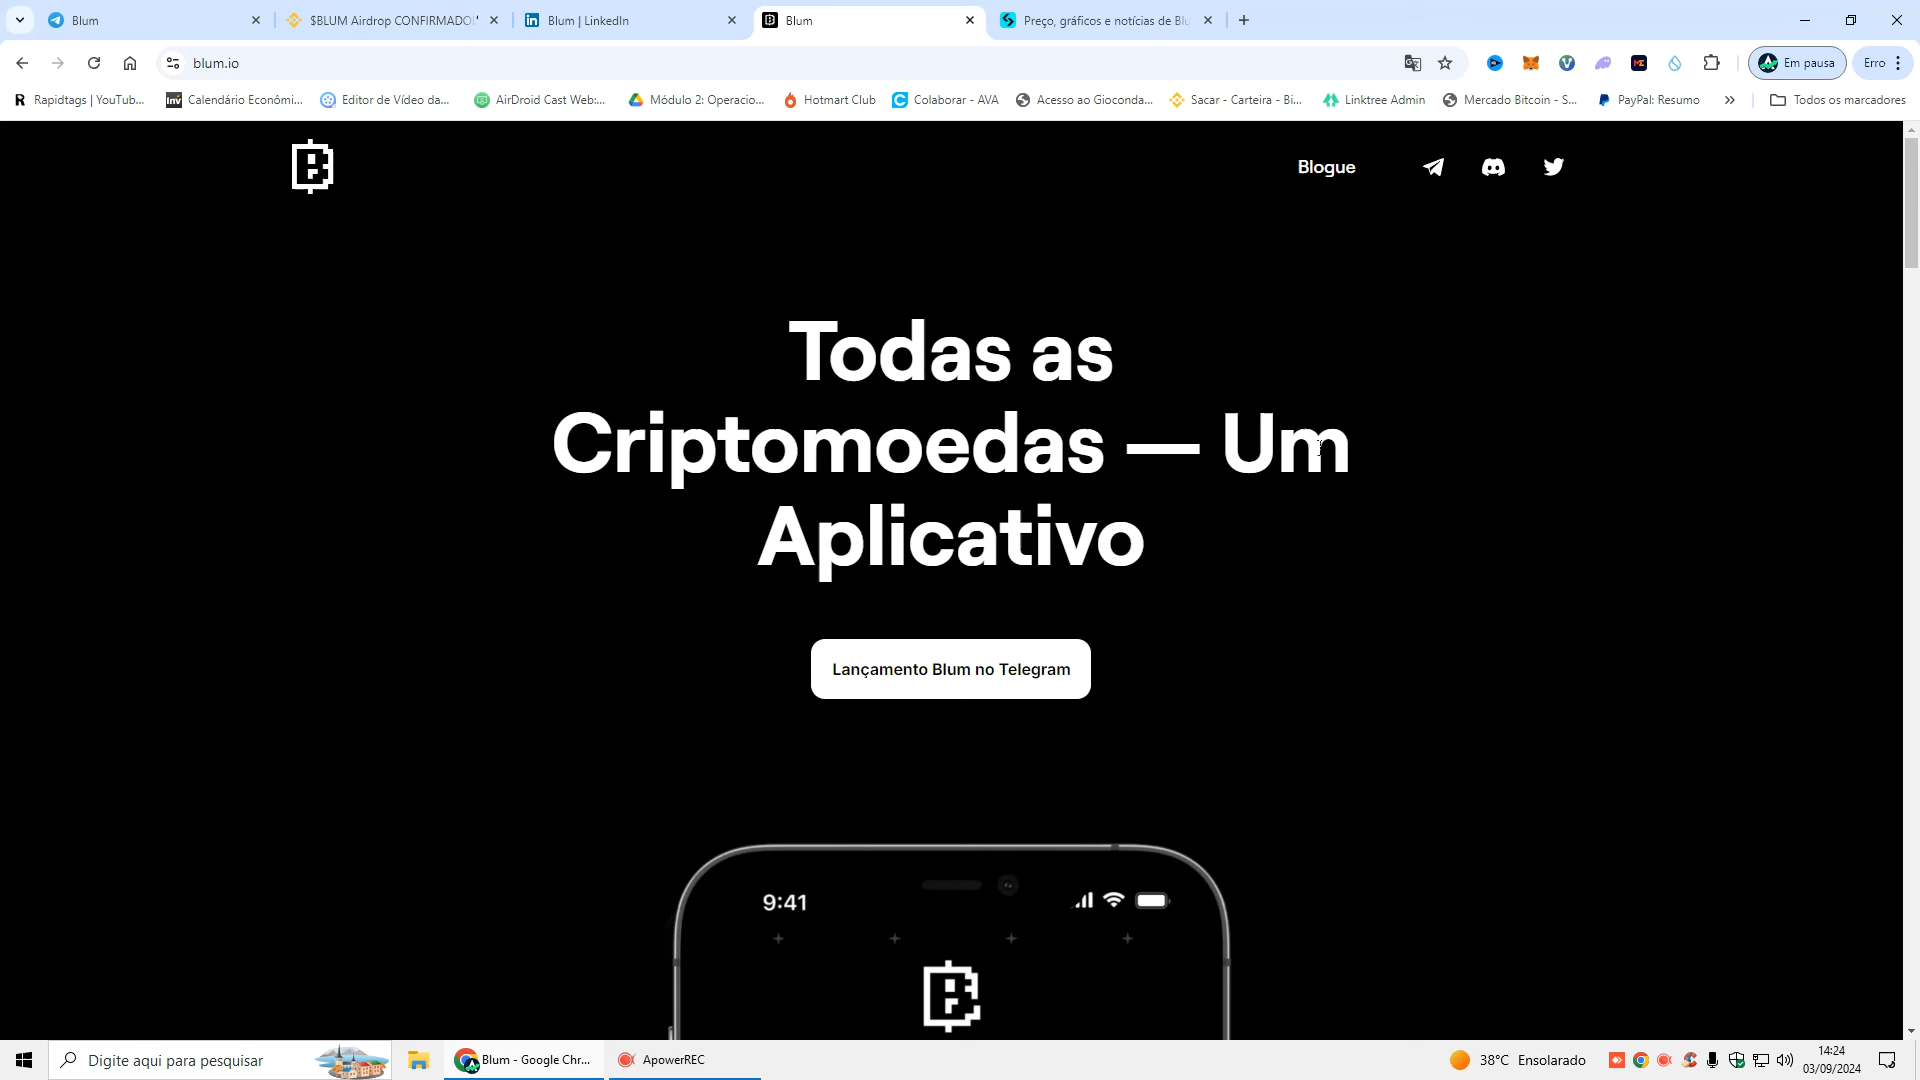 Blum
$BLUM Airdrop CONFIRMADO!
Blum | LinkedIn
Blum
Preço, gráficos e notícias de Blu
blum.io
Em pausa
Erro
Rapidtags | YouTub...
Calendário Econômi...
Editor de Vídeo da...
AirDroid Cast Web:...
Módulo 2: Operacio...
Hotmart Club
Colaborar - AVA
Acesso ao Gioconda...
Sacar - Carteira - Bi...
Linktree Admin
Mercado Bitcoin - S...
PayPal: Resumo
Todos os marcadores
Blogue
Todas as
Criptomoedas — Um
Aplicativo
Lançamento Blum no Telegram
9:41
Digite aqui para pesquisar
Blum - Google Chr...
ApowerREC
38°C Ensolarado
14:24
03/09/2024